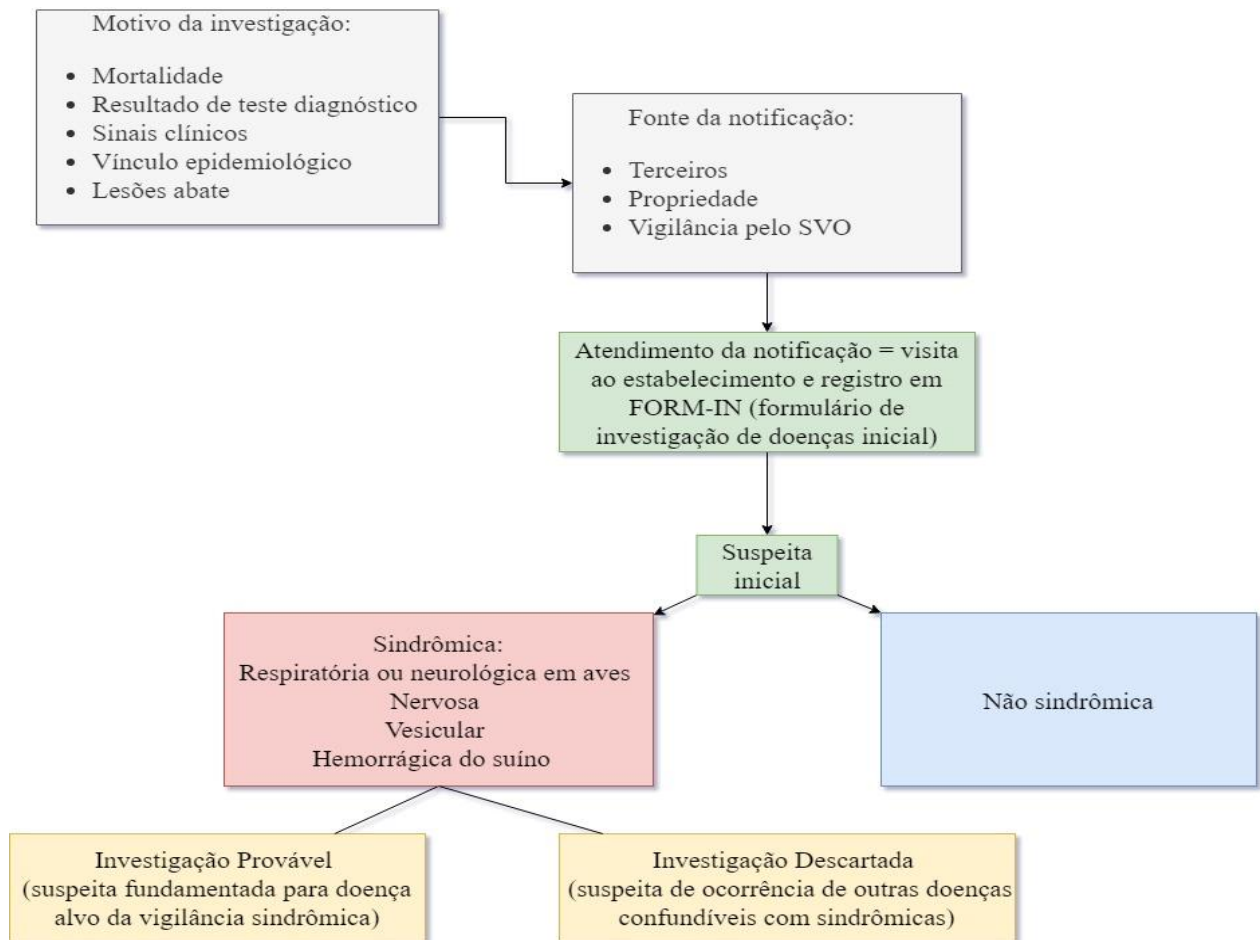 Motivo da investigação:
• Mortalidade
• Resultado de teste diagnóstico
• Sinais clínicos
• Vínculo epidemiológico
• Lesões abate
Fonte da notificação:
• Terceiros
• Propriedade
• Vigilância pelo SVO
Atendimento da notificação = visita
ao estabelecimento e registro em
FORM-IN (formulário de
investigação de doenças inicial)
Suspeita
inicial
Sindrômica:
Respiratória ou neurológica em aves
Nervosa
Vesicular
Hemorrágica do suíno
Não sindrômica
Investigação Provável
(suspeita fundamentada para doença
alvo da vigilância sindrômica)
Investigação Descartada
(suspeita de ocorrência de outras doenças
confundíveis com sindrômicas)